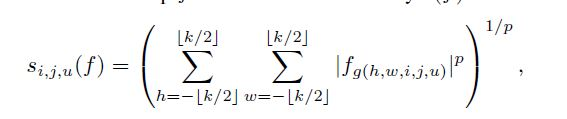 s_{i,j,u}(f) = \left( \sum_{h=-\lfloor k/2 \rfloor}^{\lfloor k/2 \rfloor} \sum_{w=-\lfloor k/2 \rfloor}^{\lfloor k/2 \rfloor} |f_{g(h,w,i,j,u)}|^p \right)^{1/p},